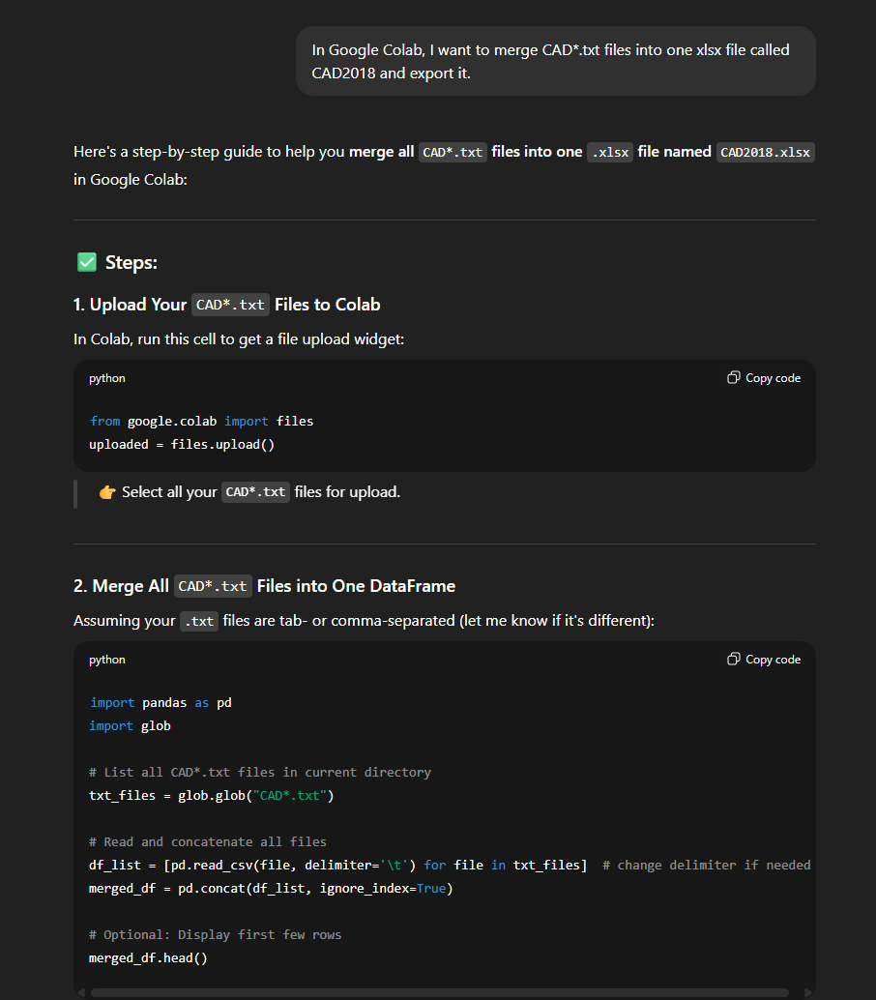 In Google Colab, I want to merge CAD*.txt files into one xlsx file called
CAD2018 and export it.
Here's a step-by-step guide to help you merge all CAD*.txt files into one .xlsx file named CAD2018.xlsx
in Google Colab:
✅ Steps:
1. Upload Your CAD*.txt Files to Colab
In Colab, run this cell to get a file upload widget:
python Copy code
from google.colab import files
uploaded = files.upload()
👉 Select all your CAD*.txt files for upload.
2. Merge All CAD*.txt Files into One DataFrame
Assuming your .txt files are tab- or comma-separated (let me know if it's different):
python Copy code
import pandas as pd
import glob
# List all CAD*.txt files in current directory
txt_files = glob.glob("CAD*.txt")
# Read and concatenate all files
df_list = [pd.read_csv(file, delimiter='\t') for file in txt_files]  # change delimiter if needed
merged_df = pd.concat(df_list, ignore_index=True)
# Optional: Display first few rows
merged_df.head()